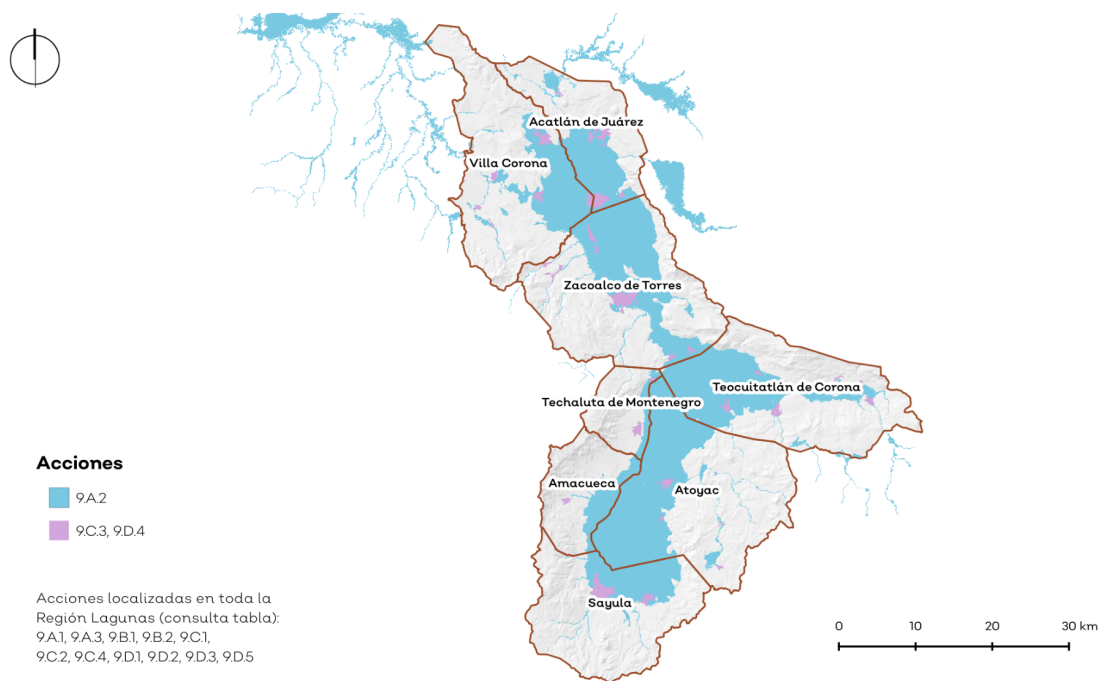 Acatlán de Juárez
Villa Corona
Zacoalco de Torres
Teocuitatlán de Corona
Techaluta de Montenegro
Amacueca
Atoyac
Sayula
Acciones
9.A.2
9.C.3, 9.D.4
Acciones localizadas en toda la
Región Lagunas (consulta tabla):
9.A.1, 9.A.3, 9.B.1, 9.B.2, 9.C.1,
9.C.2, 9.C.4, 9.D.1, 9.D.2, 9.D.3, 9.D.5
0 10 20 30 km